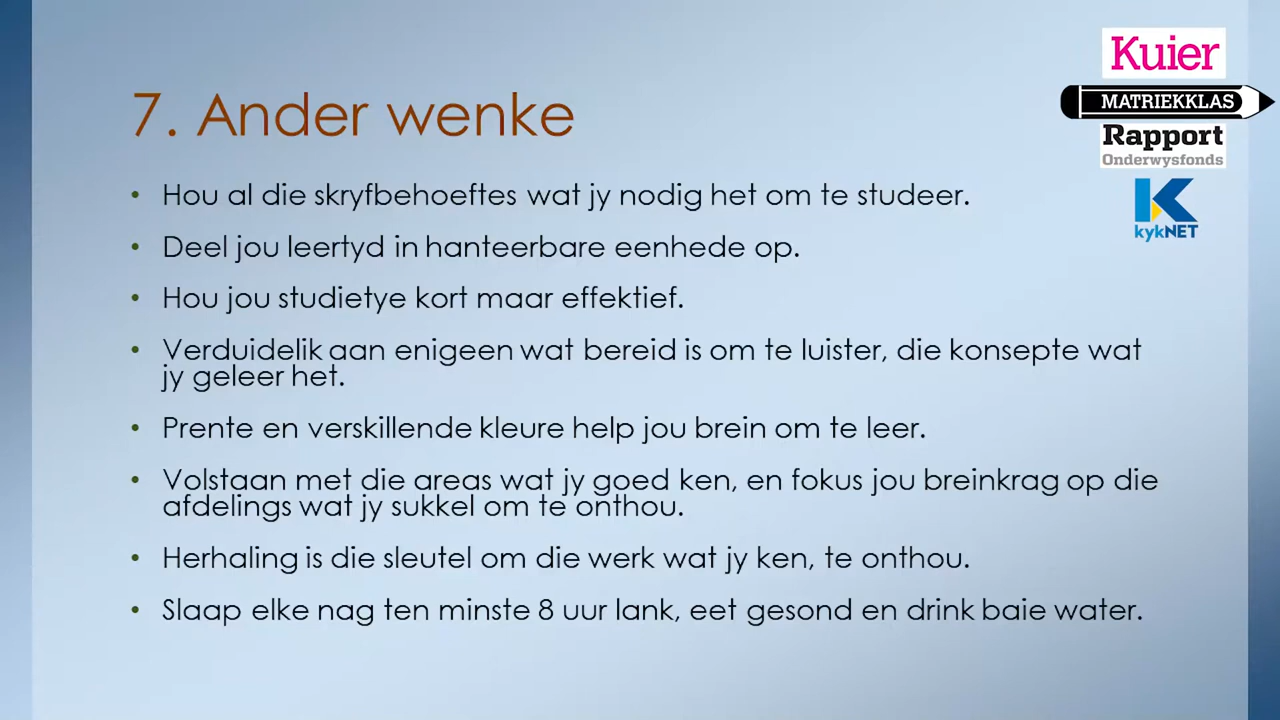 Kuier
MATRIEKKLAS
Rapport
Onderwysfonds
kykNET
7. Ander wenke
• Hou al die skryfbehoeftes wat jy nodig het om te studeer.
• Deel jou leertyd in hanteerbare eenhede op.
• Hou jou studietye kort maar effektief.
• Verduidelik aan enigeen wat bereid is om te luister, die konsepte wat
jy geleer het.
• Prente en verskillende kleure help jou brein om te leer.
• Volstaan met die areas wat jy goed ken, en fokus jou breinkrag op die
afdelings wat jy sukkel om te onthou.
• Herhaling is die sleutel om die werk wat jy ken, te onthou.
• Slaap elke nag ten minste 8 uur lank, eet gesond en drink baie water.